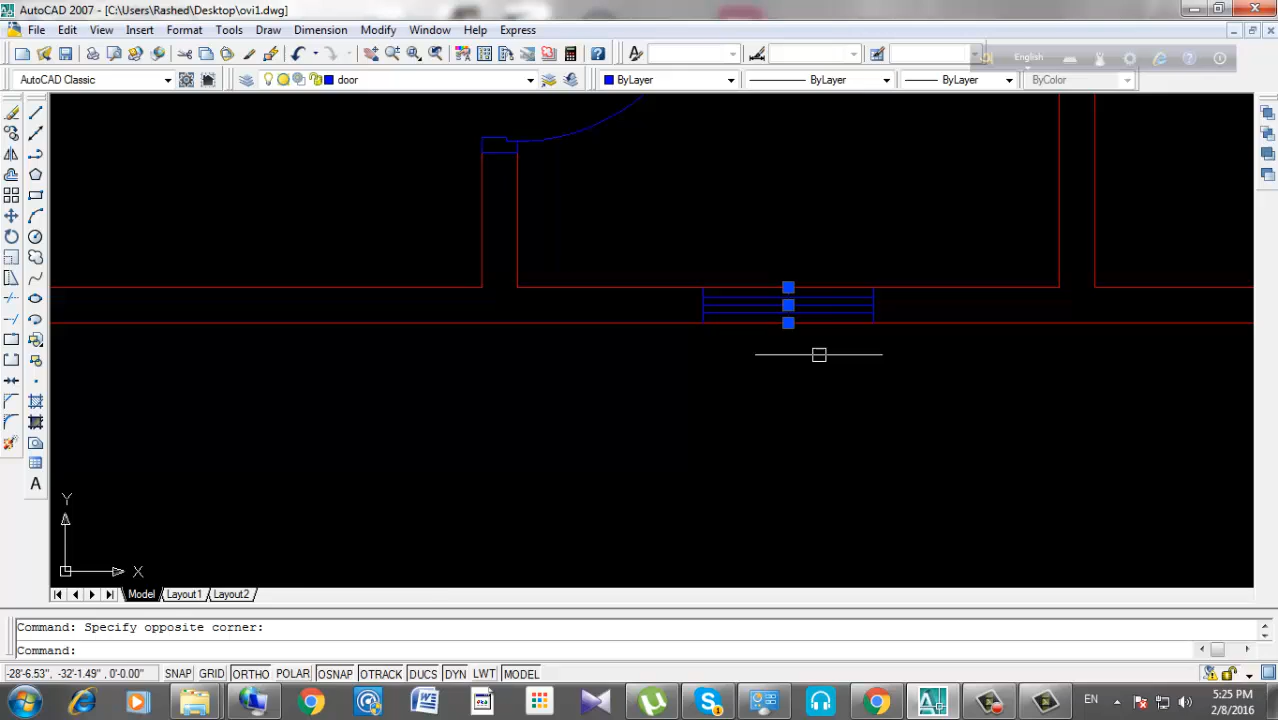 AutoCAD 2007 - [C:\Users\Rashed\Desktop\ovi1.dwg]
File Edit View Insert Format Tools Draw Dimension Modify Window Help Express
English
AutoCAD Classic door ByLayer ByLayer ByLayer ByColor
A
Y
X
Model Layout1 Layout2
Command: Specify opposite corner:
Command:
-28'-6.53", -32'-1.49", 0'-0.00" SNAP GRID ORTHO POLAR OSNAP OTRACK DUCS DYN LWT MODEL
EN 5:25 PM
2/8/2016